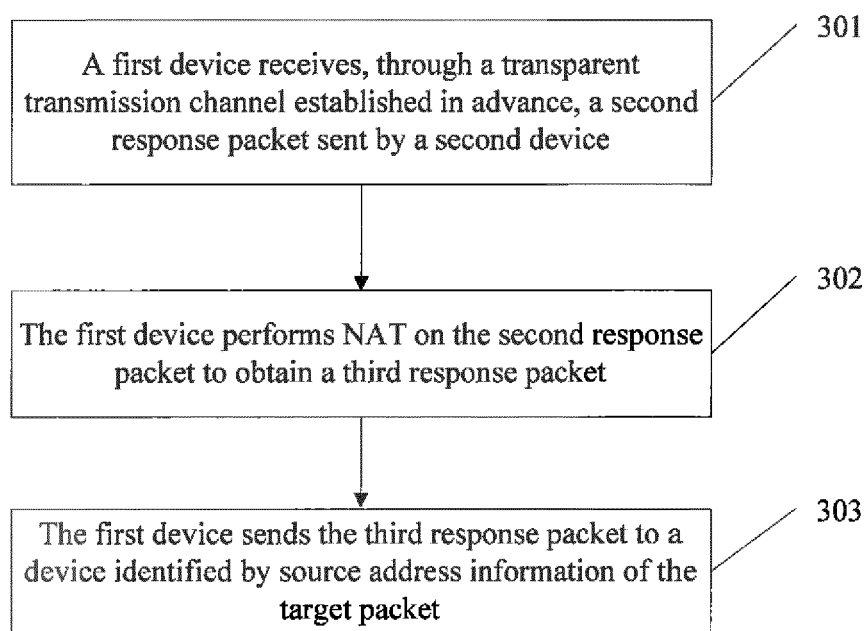 301
A first device receives, through a transparent
transmission channel established in advance, a second
response packet sent by a second device
302
The first device performs NAT on the second response
packet to obtain a third response packet
303
The first device sends the third response packet to a
device identified by source address information of the
target packet